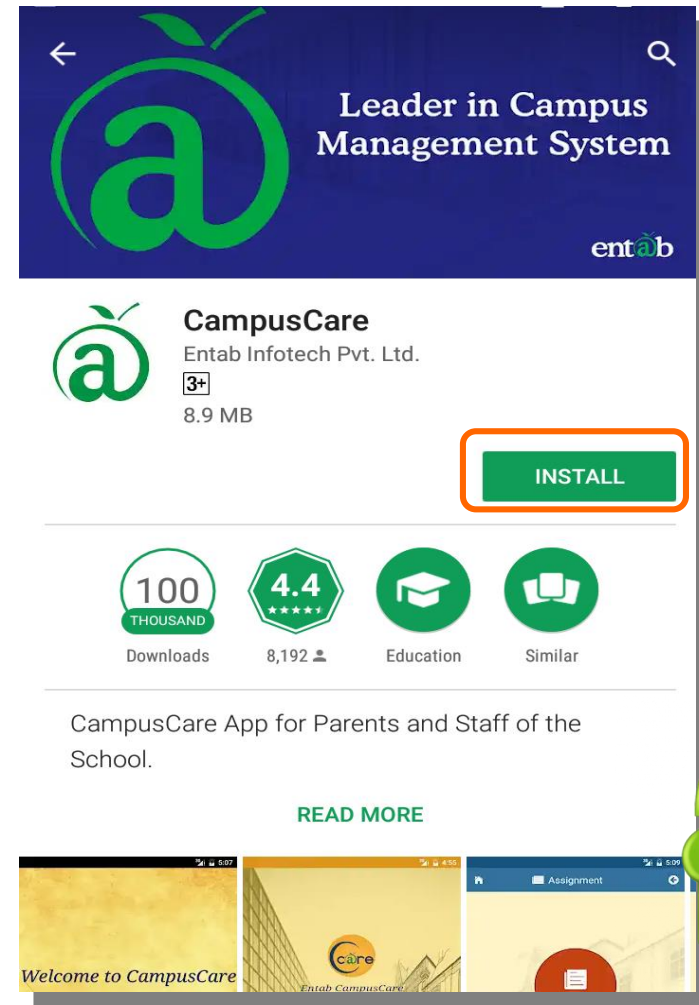 Leader in Campus
Management System
entab
CampusCare
Entab Infotech Pvt. Ltd.
3+
8.9 MB
INSTALL
100
THOUSAND
4.4
Downloads
8,192
Education
Similar
CampusCare App for Parents and Staff of the
School.
READ MORE
5:07
Welcome to CampusCare
4:55
care
Entab CampusCare
5:09
Assignment